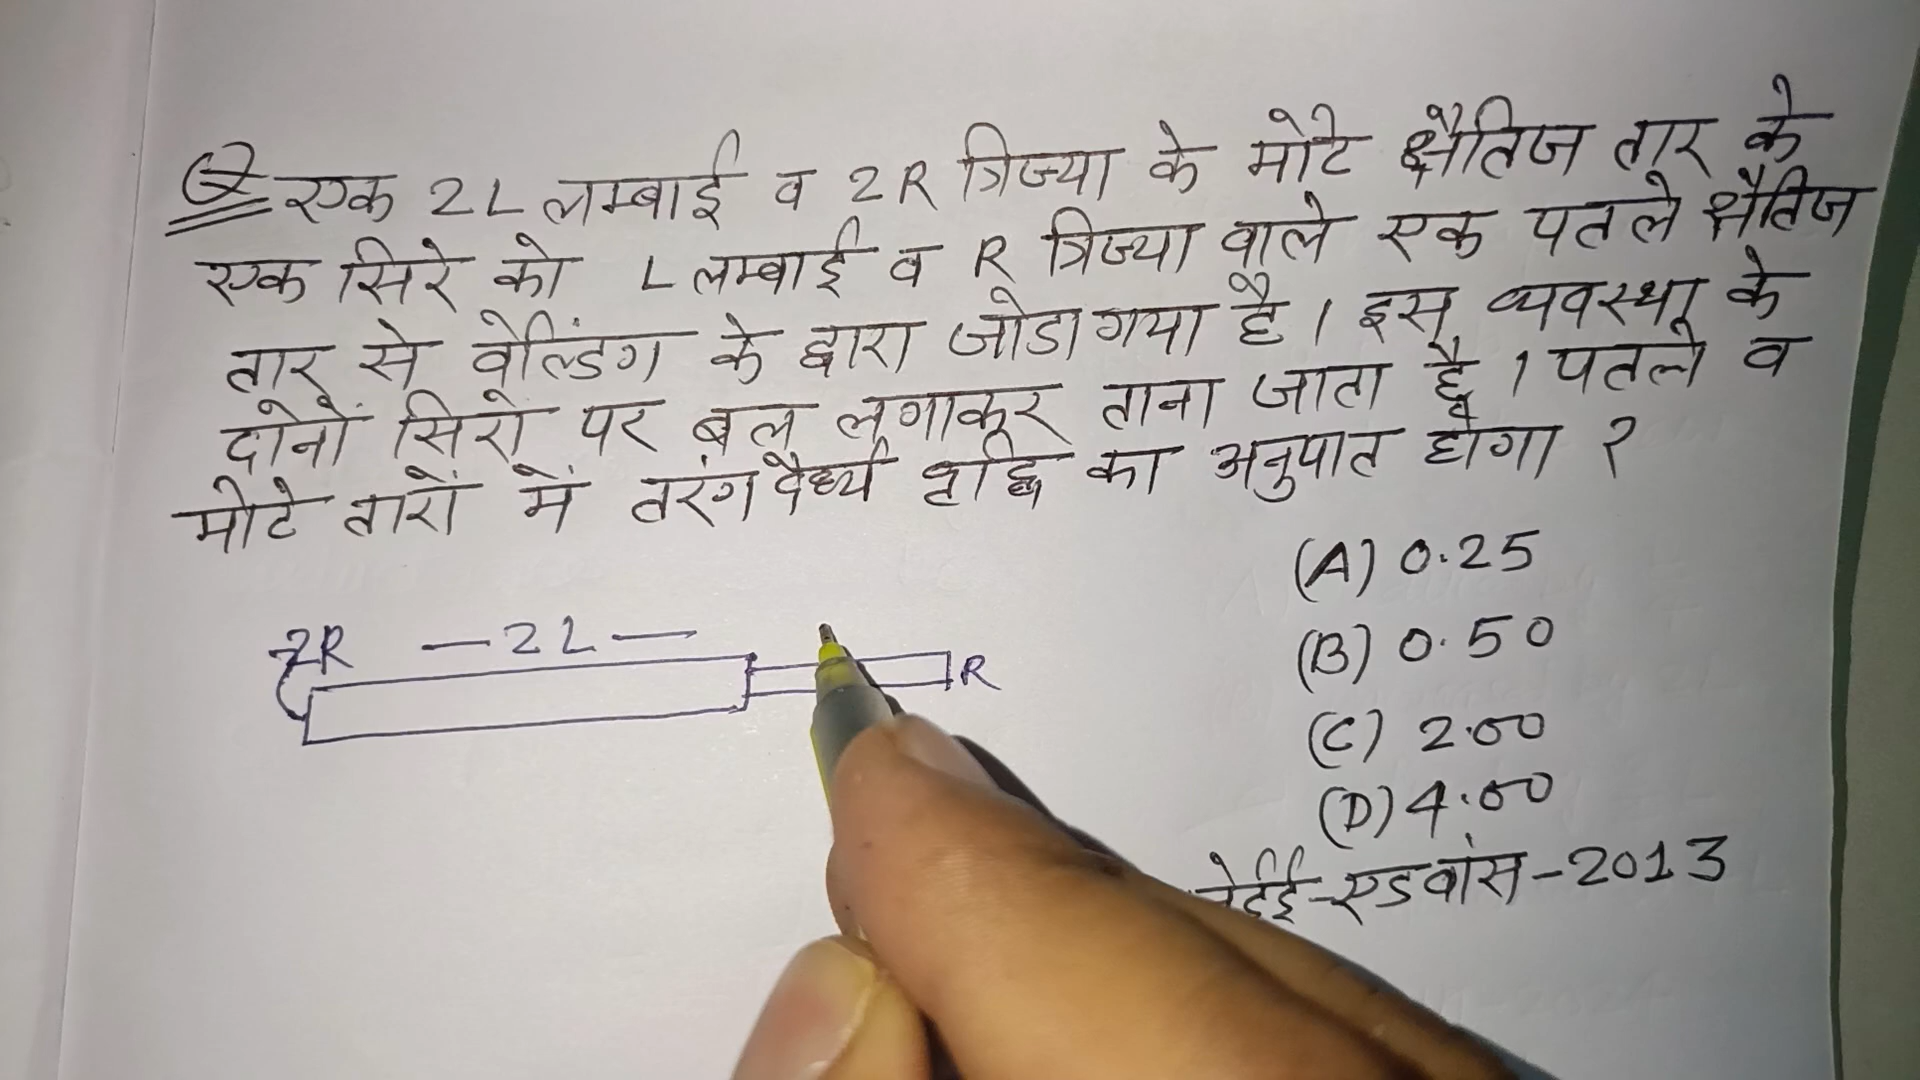 Q एक 2L लम्बाई व 2R त्रिज्या के मोटे क्षैतिज तार के
एक सिरे को L लम्बाई व R त्रिज्या वाले एक पतले क्षैतिज
तार से वेल्डिंग के द्वारा जोडा गया है। इस व्यवस्था के
दोनों सिरों पर बल लगाकर ताना जाता है। पतले व
मोटे तारों में तरंगदैर्ध्य वृद्धि का अनुपात होगा ?
(A) 0.25
(B) 0.50
(C) 2.00
(D) 4.00
-एडवांस-2013
2R — 2L —
R